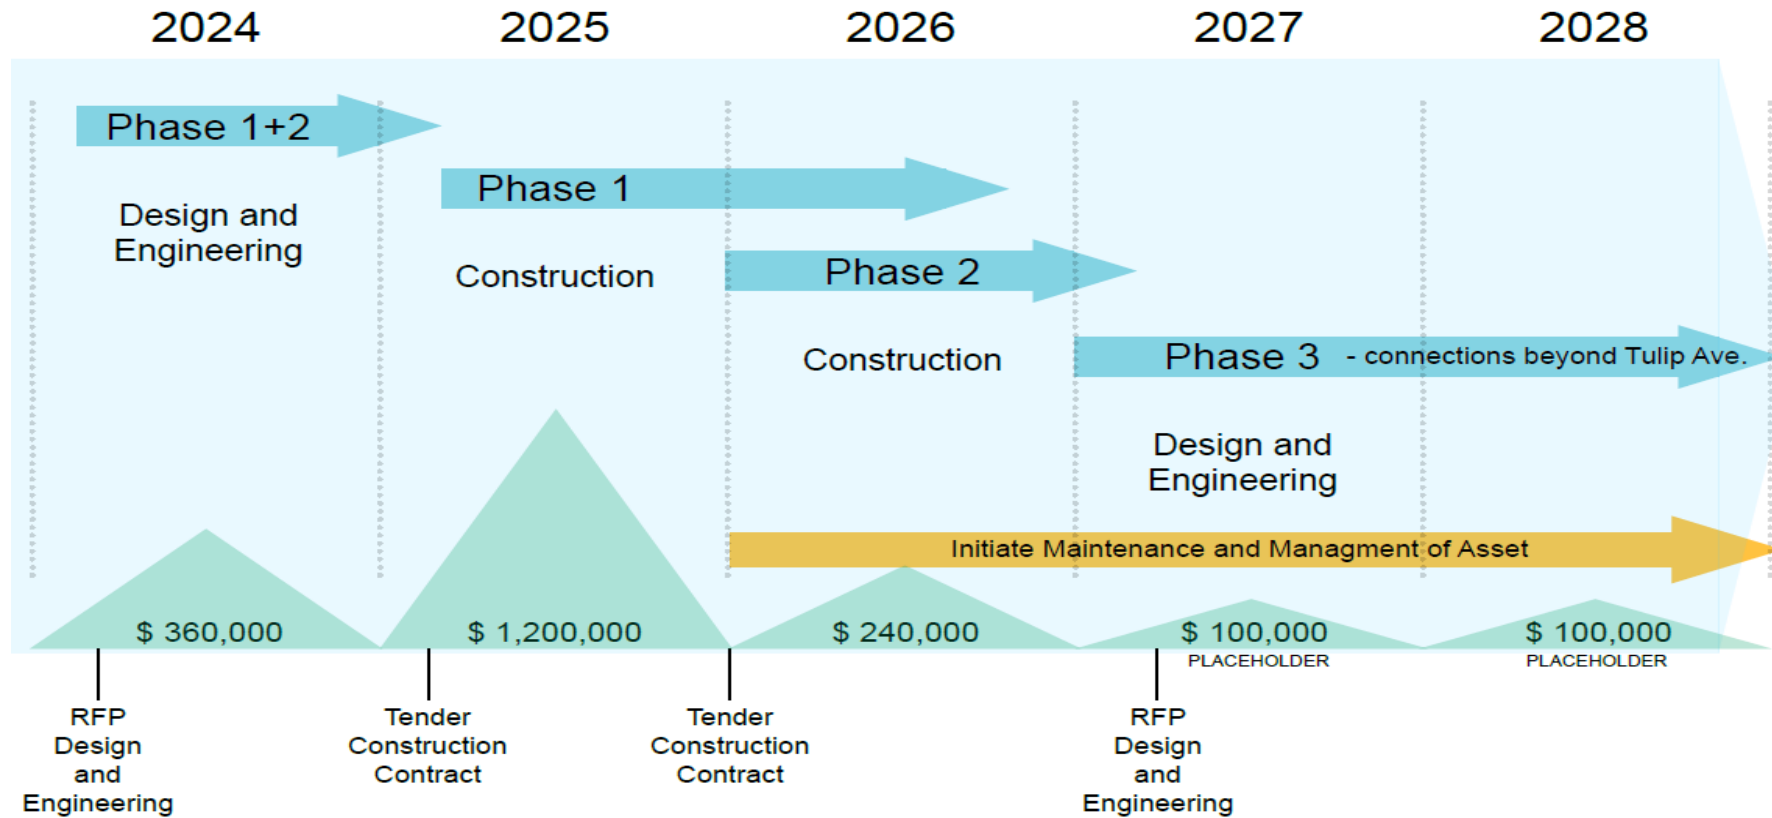 2024 2025 2026 2027 2028
Phase 1+2
Design and
Engineering
Phase 1
Construction
Phase 2
Construction
Phase 3 - connections beyond Tulip Ave.
Design and
Engineering
Initiate Maintenance and Managment of Asset
$ 360,000
$ 1,200,000
$ 240,000
$ 100,000
PLACEHOLDER
$ 100,000
PLACEHOLDER
RFP
Design
and
Engineering
Tender
Construction
Contract
Tender
Construction
Contract
RFP
Design
and
Engineering